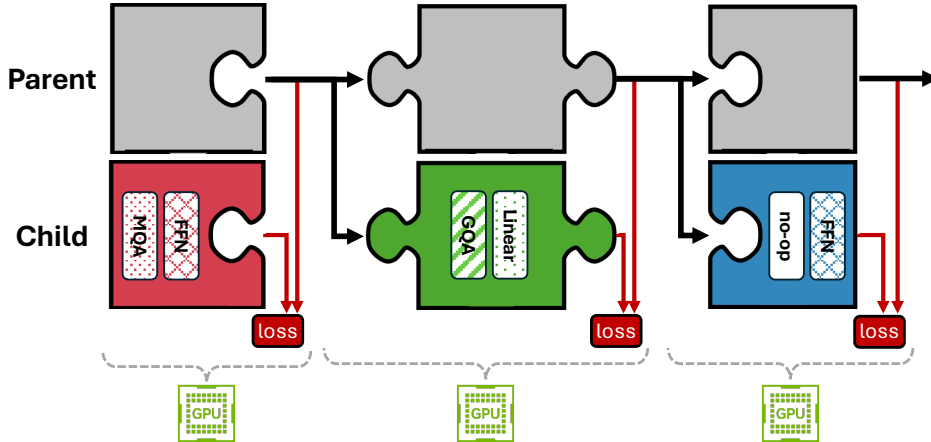 Parent
Child
MQA
FFN
GQA
Linear
no-op
FFN
loss
loss
loss
GPU
GPU
GPU